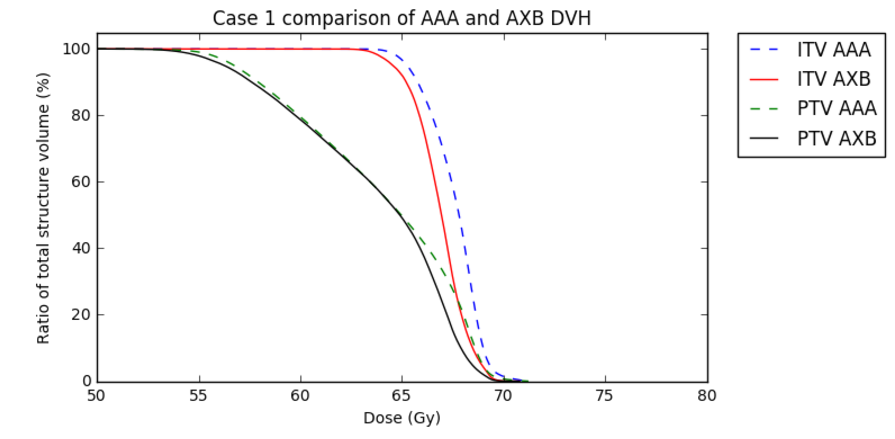 Case 1 comparison of AAA and AXB DVH
Ratio of total structure volume (%)
100
80
60
40
20
0
50 55 60 65 70 75 80
Dose (Gy)
ITV AAA
ITV AXB
PTV AAA
PTV AXB